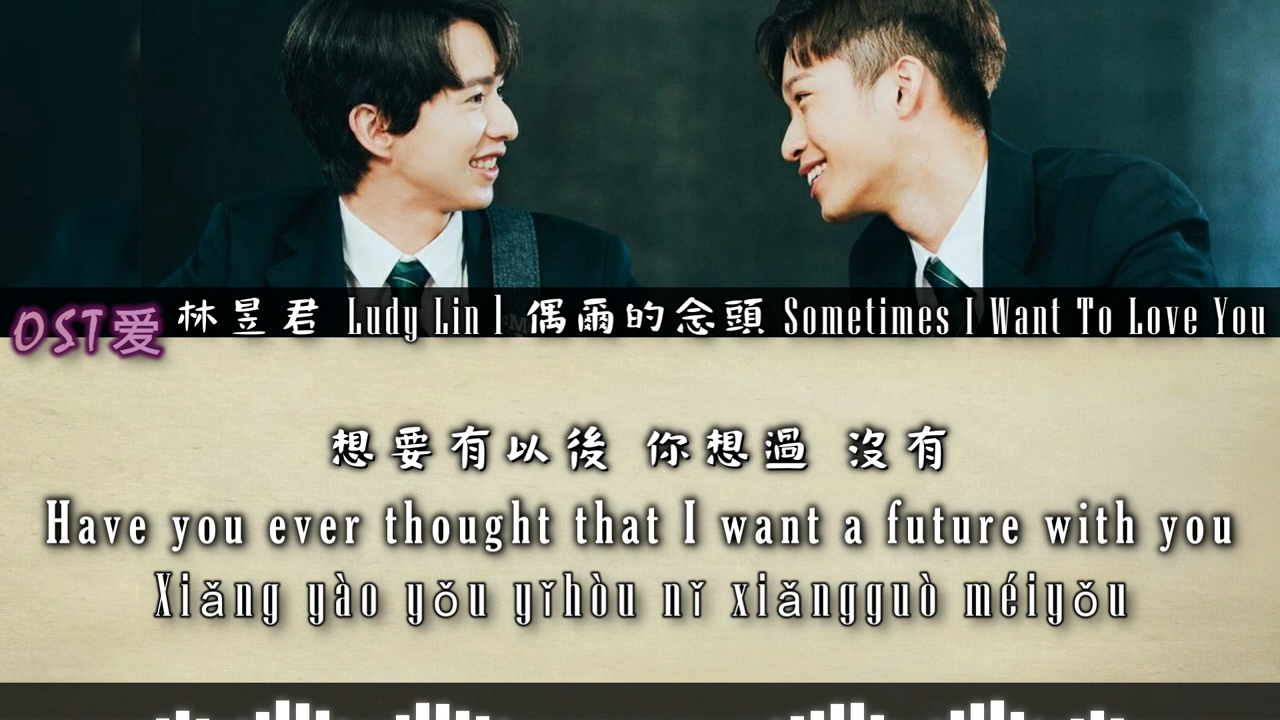 OST爱 林昱君 Ludy Lin l 偶爾的念頭 Sometimes I Want To Love You
想要有以後 你想過 沒有
Have you ever thought that I want a future with you
Xiǎng yào yǒu yǐhòu nǐ xiǎngguò méiyǒu